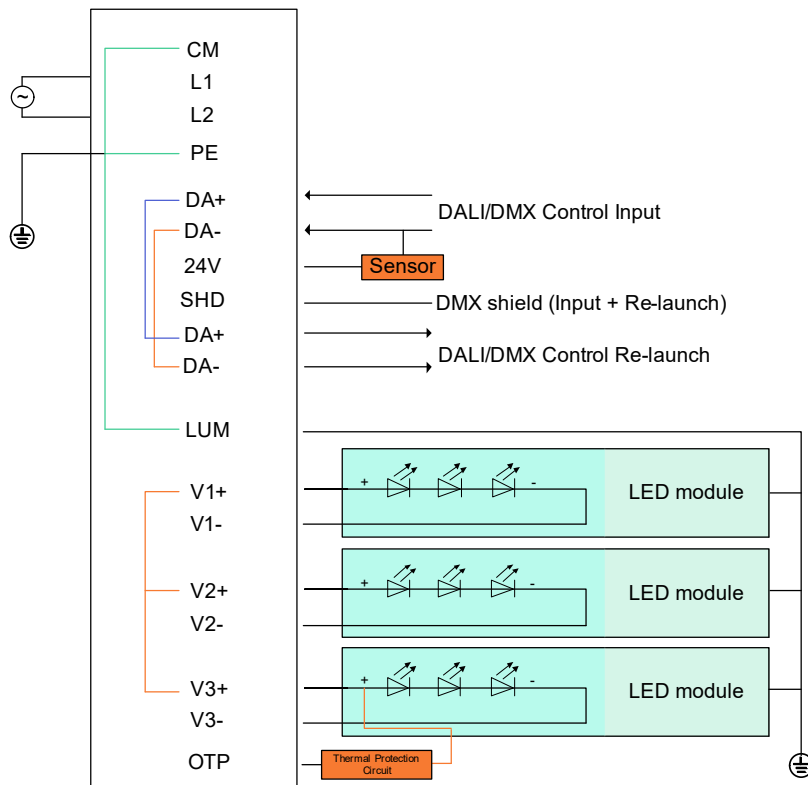 CM
L1
L2
PE
DA+
DALI/DMX Control Input
DA-
24V
Sensor
SHD
DMX shield (Input + Re-launch)
DA+
DALI/DMX Control Re-launch
DA-
LUM
V1+
+
-
LED module
V1-
V2+
+
-
LED module
V2-
V3+
+
-
LED module
V3-
OTP
Thermal Protection
Circuit